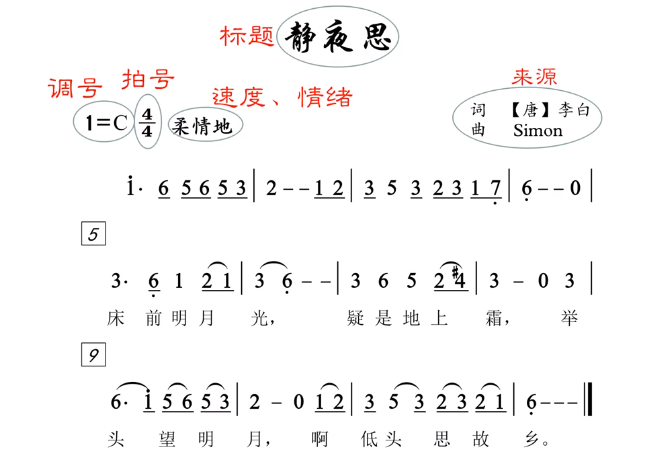 标题 静夜思
调号 拍号 速度、情绪 来源
1=C 4/4 柔情地 词 【唐】李白
曲 Simon
i· 6 5 6 5 3 | 2 - - 1 2 | 3 5 3 2 3 1 7 | 6 - - 0 |
5
3· 6 1 2 1 | 3 6 - - | 3 6 5 2 #4 | 3 - 0 3 |
床 前 明 月 光, 疑 是 地 上 霜, 举
9
6· i 6 5 5 3 | 2 - 0 1 2 | 3 5 3 2 3 2 1 | 6 - - - ‖
头 望 明 月, 啊 低 头 思 故 乡。